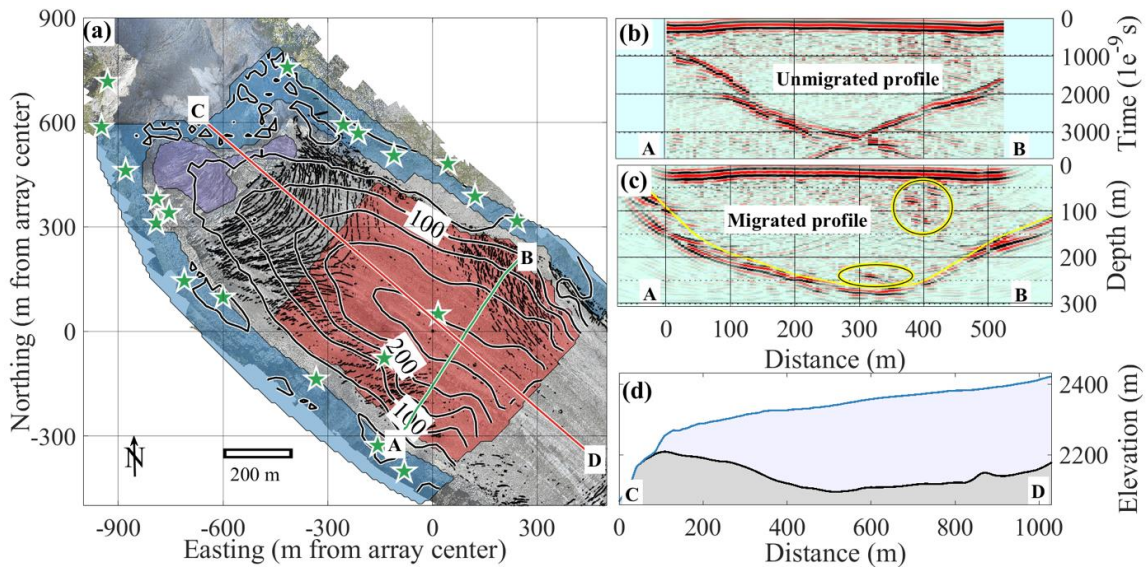 (a)
900
600
300
0
-300
Northing (m from array center)
C
B
A
D
100
200
100
N
200 m
-900
-600
-300
0
300
Easting (m from array center)
(b)
Unmigrated profile
A
B
0
1000
2000
3000
Time (1e⁻⁹ s)
(c)
Migrated profile
A
B
0
100
200
300
Depth (m)
0
100
200
300
400
500
Distance (m)
(d)
C
D
2400
2200
Elevation (m)
0
200
400
600
800
1000
Distance (m)